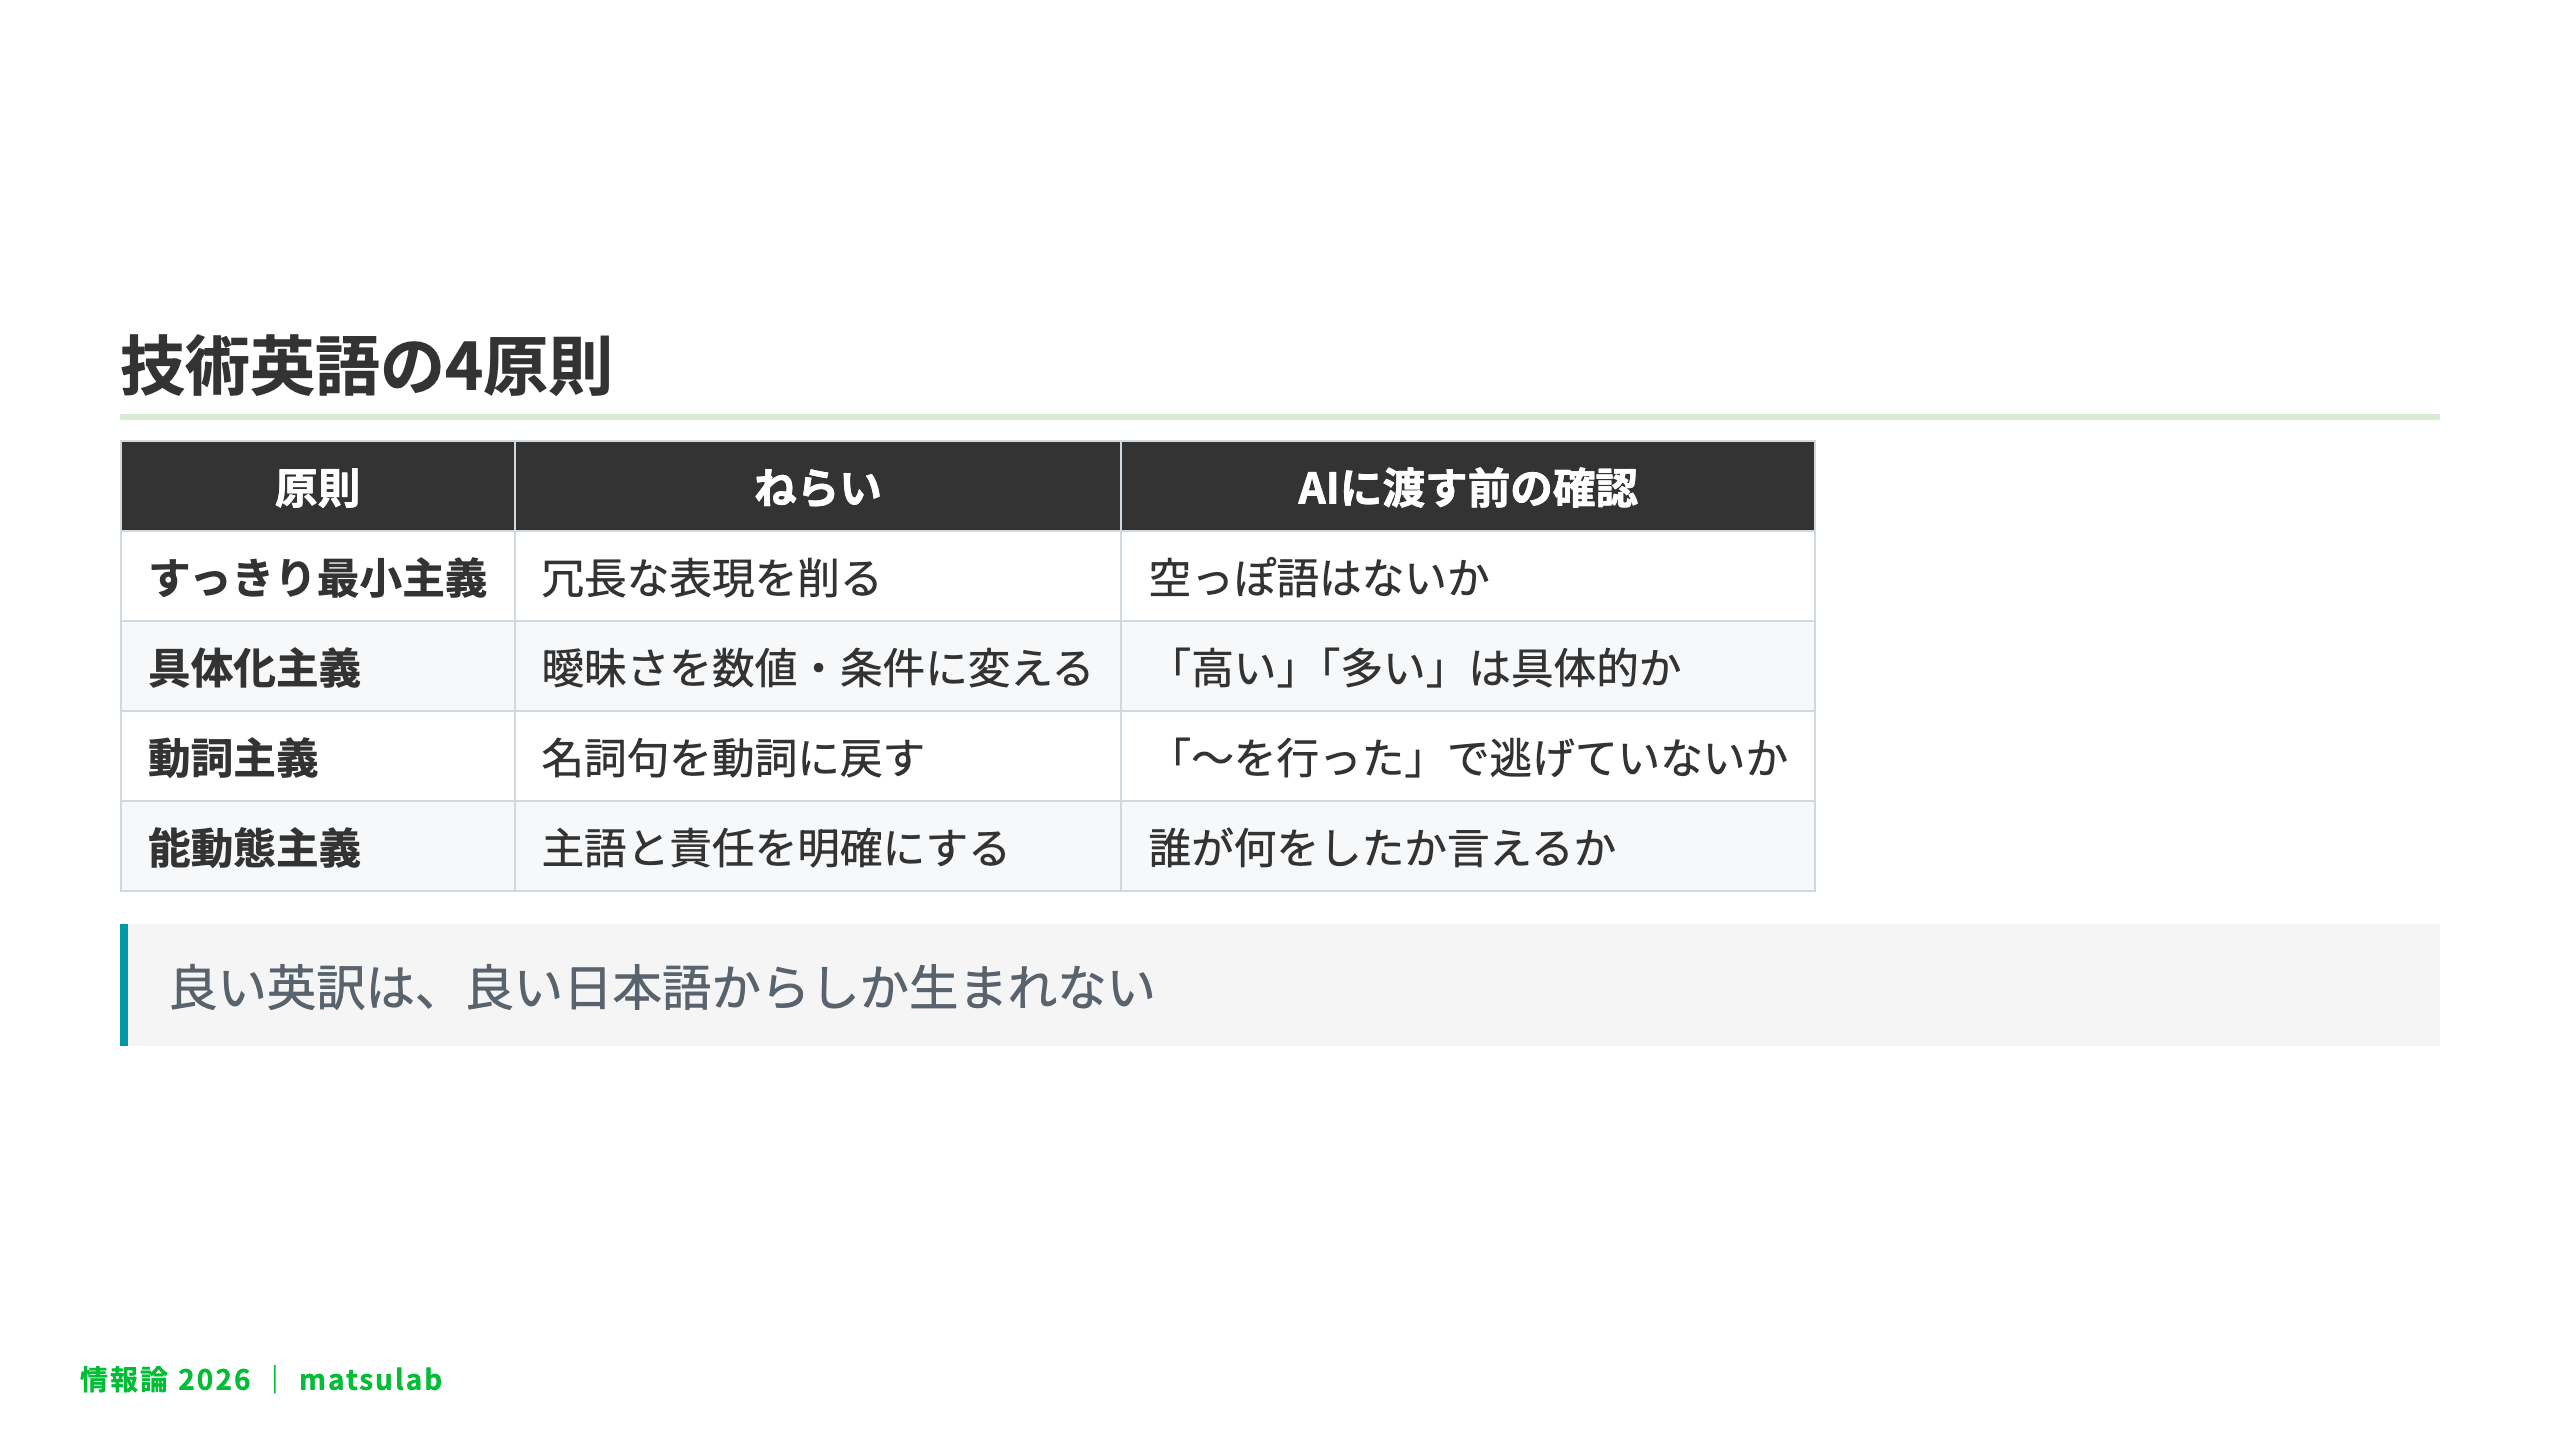 技術英語の4原則
原則 ねらい AIに渡す前の確認
すっきり最小主義 冗長な表現を削る 空っぽ語はないか
具体化主義 曖昧さを数値・条件に変える 「高い」「多い」は具体的か
動詞主義 名詞句を動詞に戻す 「〜を行った」で逃げていないか
能動態主義 主語と責任を明確にする 誰が何をしたか言えるか
良い英訳は、良い日本語からしか生まれない
情報論 2026 ｜ matsulab